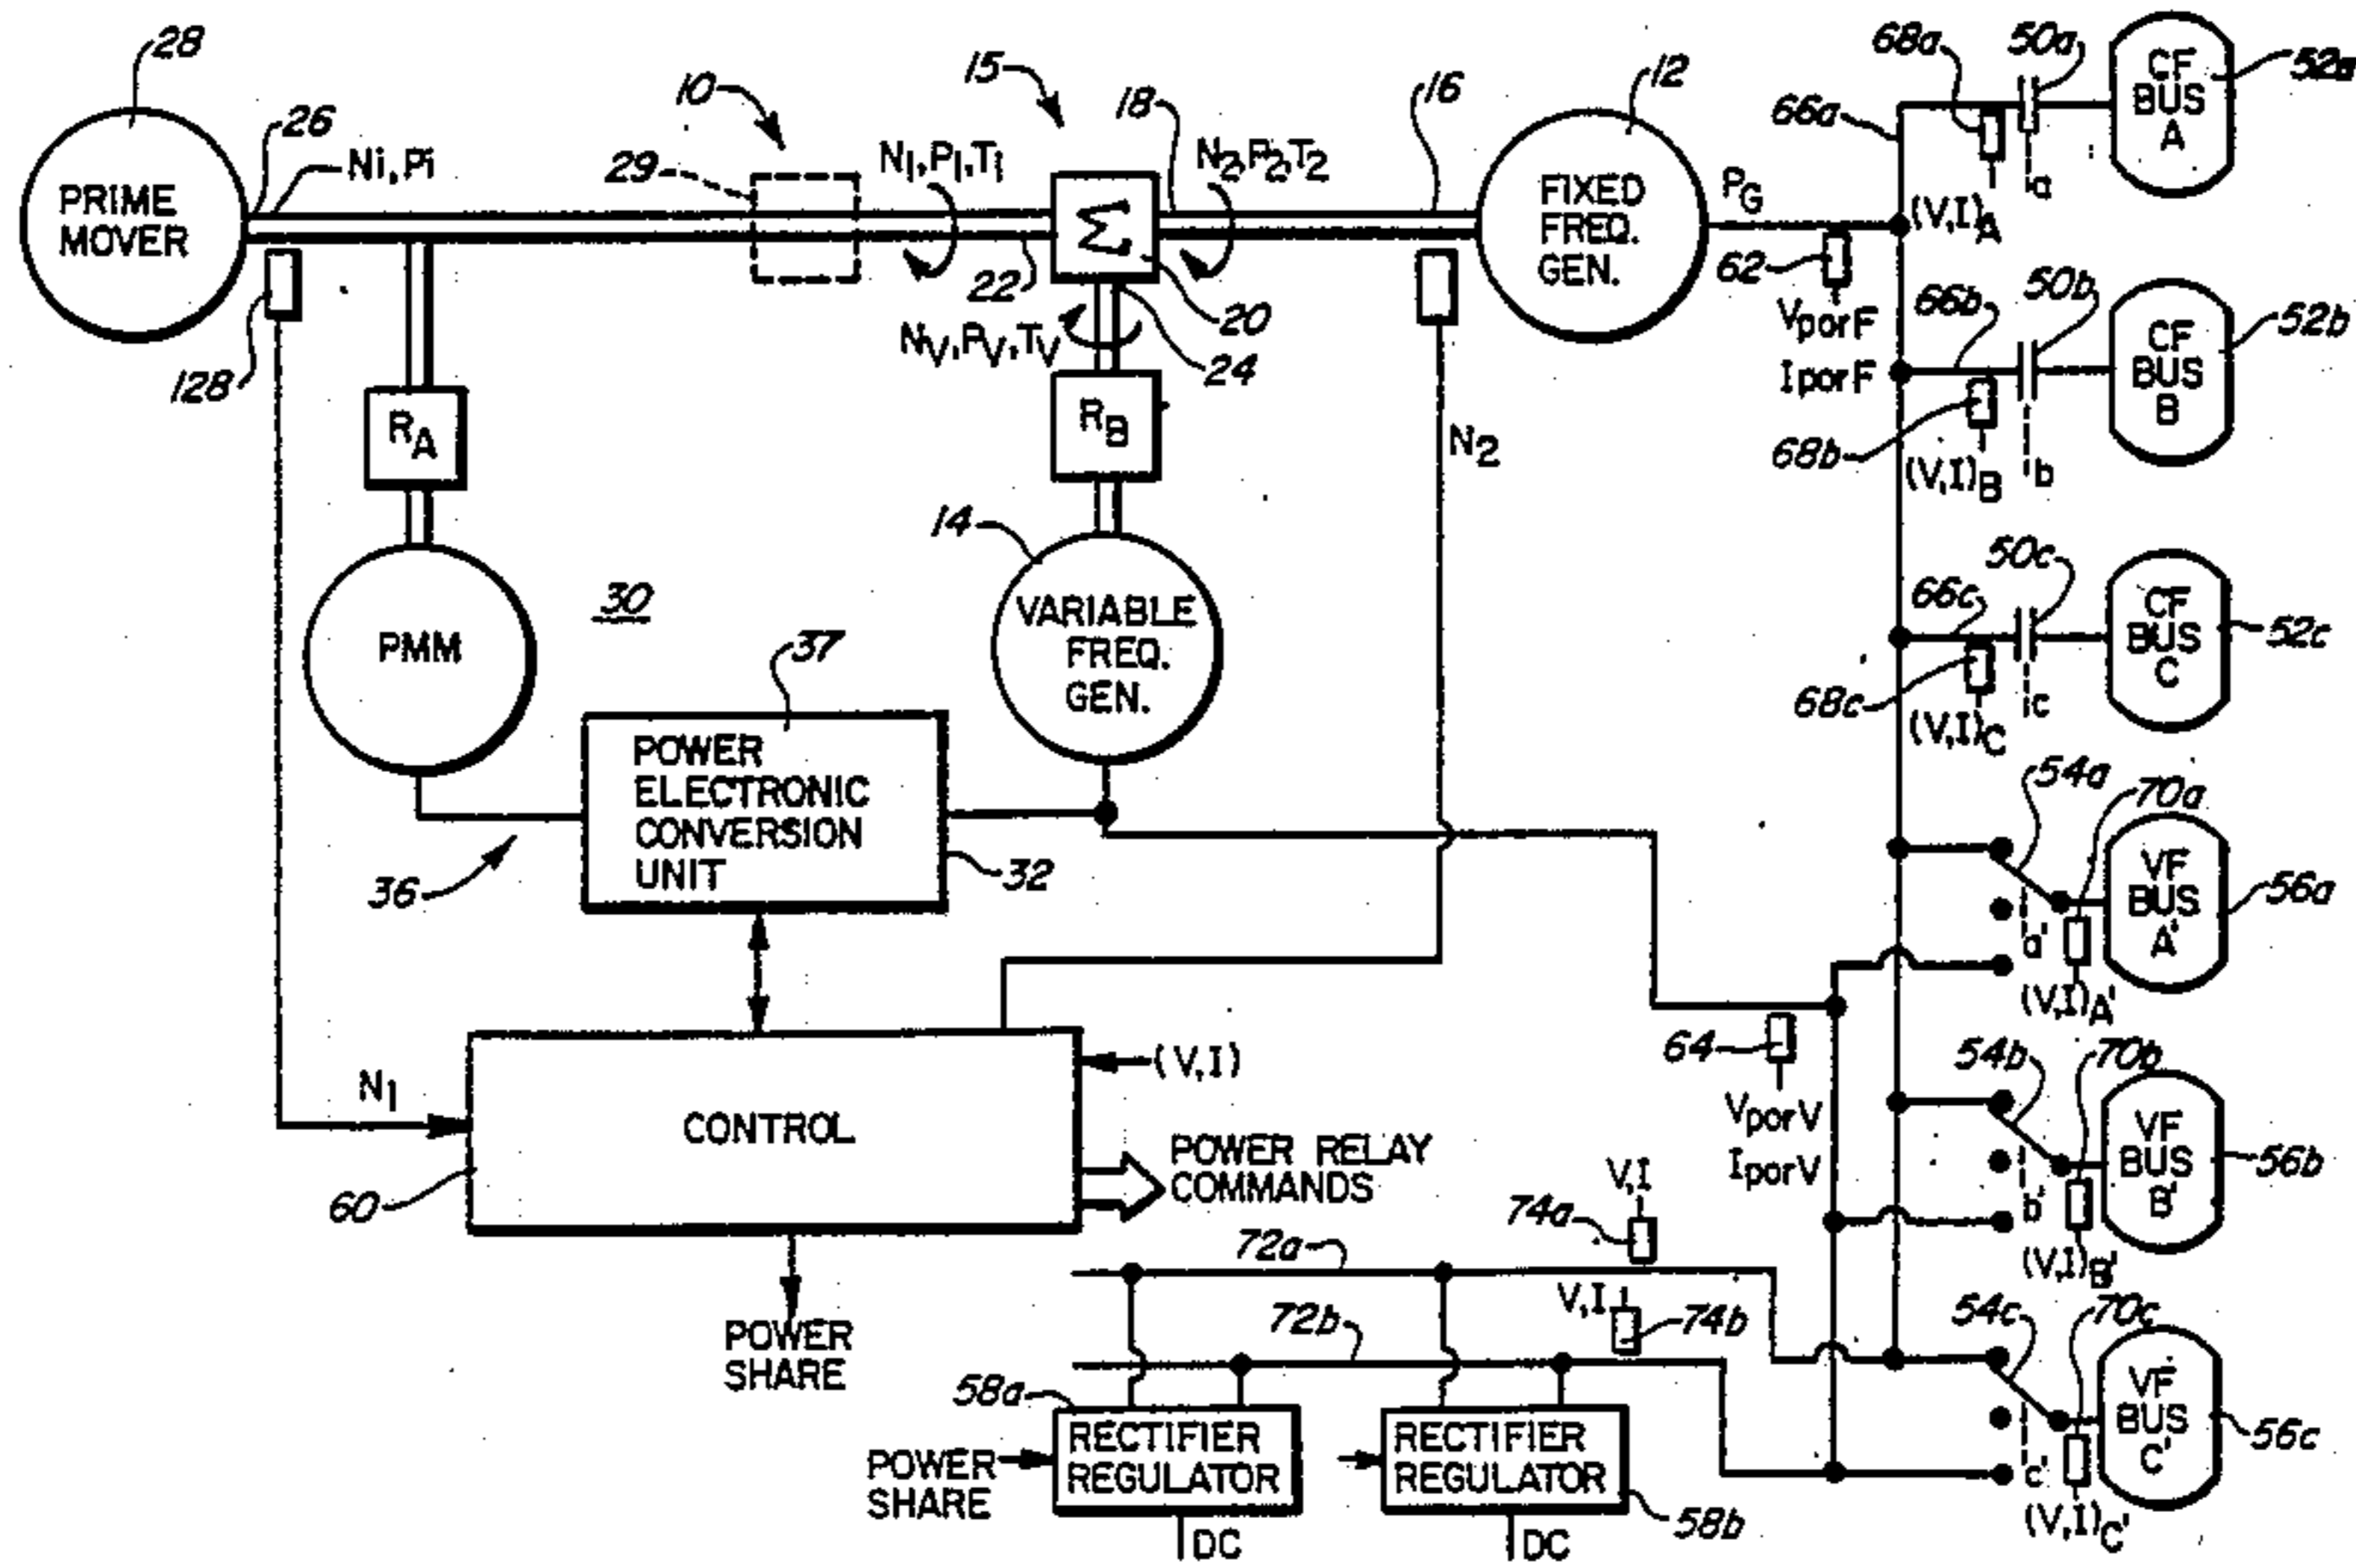 28
26
Ni, Pi
PRIME
MOVER
128
10
29
N1, P1, T1
22
15
18
Σ
N2, P2, T2
16
20
24
NV, PV, TV
12
FIXED
FREQ.
GEN.
PG
62
VporF
IporF
66a
68a
50a
a
(V,I)A
CF
BUS
A
52a
66b
68b
50b
b
(V,I)B
CF
BUS
B
52b
66c
68c
50c
c
(V,I)C
CF
BUS
C
52c
RA
RB
N2
PMM
30
14
VARIABLE
FREQ.
GEN.
37
POWER
ELECTRONIC
CONVERSION
UNIT
32
36
54a
70a
a'
(V,I)A'
VF
BUS
A'
56a
64
VporV
IporV
54b
70b
b'
(V,I)B'
VF
BUS
B'
56b
N1
CONTROL
60
(V,I)
POWER RELAY
COMMANDS
POWER
SHARE
72a
74a
V,I
72b
V,I
74b
54c
70c
c'
(V,I)C'
VF
BUS
C'
56c
58a
POWER
SHARE
RECTIFIER
REGULATOR
DC
RECTIFIER
REGULATOR
58b
DC